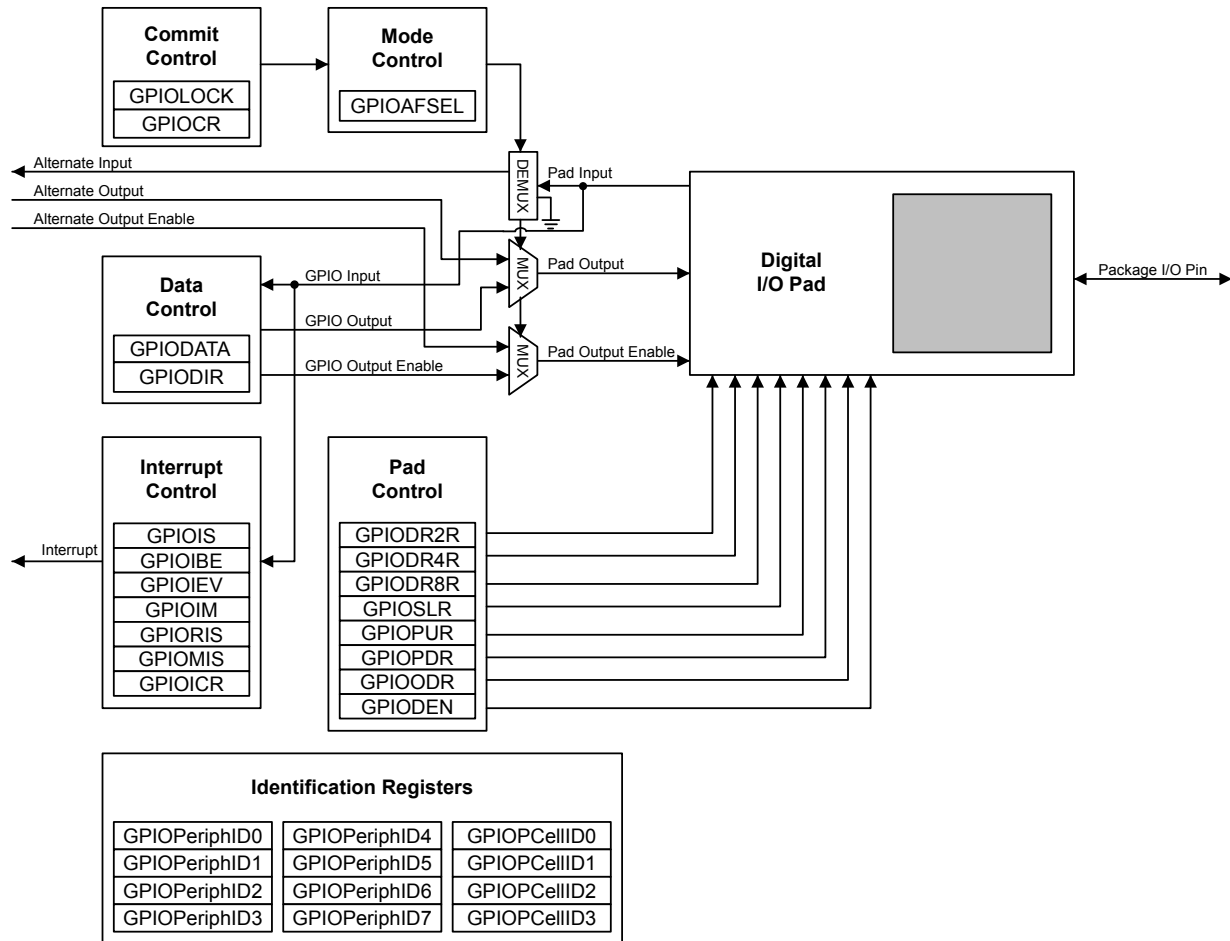 Commit
Control
GPIOLOCK
GPIOCR
Mode
Control
GPIOAFSEL
Alternate Input
Alternate Output
Alternate Output Enable
DEMUX
Pad Input
MUX
Pad Output
MUX
Pad Output Enable
Digital
I/O Pad
Package I/O Pin
Data
Control
GPIODATA
GPIODIR
GPIO Input
GPIO Output
GPIO Output Enable
Interrupt
Control
GPIOIS
GPIOIBE
GPIOIEV
GPIOIM
GPIORIS
GPIOMIS
GPIOICR
Interrupt
Pad
Control
GPIODR2R
GPIODR4R
GPIODR8R
GPIOSLR
GPIOPUR
GPIOPDR
GPIOODR
GPIODEN
Identification Registers
GPIOPeriphID0
GPIOPeriphID1
GPIOPeriphID2
GPIOPeriphID3
GPIOPeriphID4
GPIOPeriphID5
GPIOPeriphID6
GPIOPeriphID7
GPIOPCellID0
GPIOPCellID1
GPIOPCellID2
GPIOPCellID3